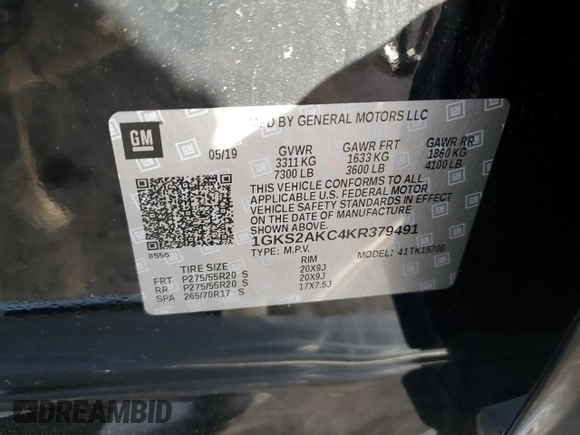 GM
MFD BY GENERAL MOTORS LLC
05/19
GVWR GAWR FRT GAWR RR
3311 KG 1633 KG 1860 KG
7300 LB 3600 LB 4100 LB
THIS VEHICLE CONFORMS TO ALL
APPLICABLE U.S. FEDERAL MOTOR
VEHICLE SAFETY STANDARDS IN EFFECT
ON THE DATE OF MANUFACTURE
SHOWN ABOVE.
1GKS2AKC4KR379491
TYPE: M.P.V. MODEL: 41TK15706
8556
TIRE SIZE RIM
FRT P275/55R20 S 20X9J
RR P275/55R20 S 20X9J
SPA 265/70R17 S 17X7.5J
DREAMBID